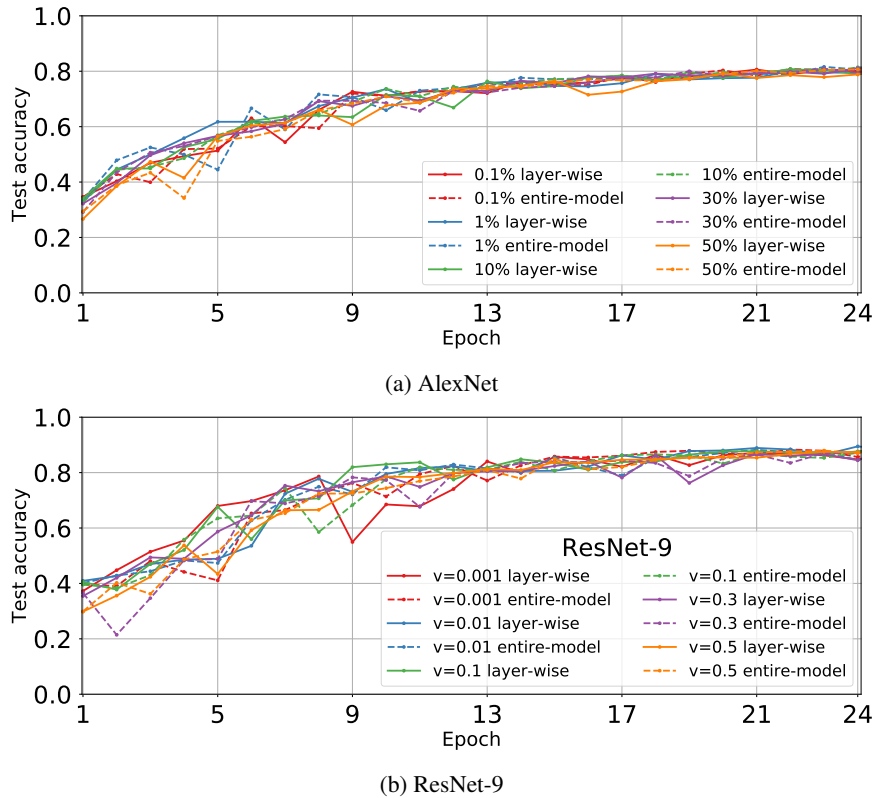 1.0
0.8
0.6
0.4
0.2
0.0
Test accuracy
0.1% layer-wise
0.1% entire-model
1% layer-wise
1% entire-model
10% layer-wise
10% entire-model
30% layer-wise
30% entire-model
50% layer-wise
50% entire-model
1 5 9 13 17 21 24
Epoch
(a) AlexNet
1.0
0.8
0.6
0.4
0.2
0.0
Test accuracy
ResNet-9
v=0.001 layer-wise
v=0.001 entire-model
v=0.01 layer-wise
v=0.01 entire-model
v=0.1 layer-wise
v=0.1 entire-model
v=0.3 layer-wise
v=0.3 entire-model
v=0.5 layer-wise
v=0.5 entire-model
1 5 9 13 17 21 24
Epoch
(b) ResNet-9